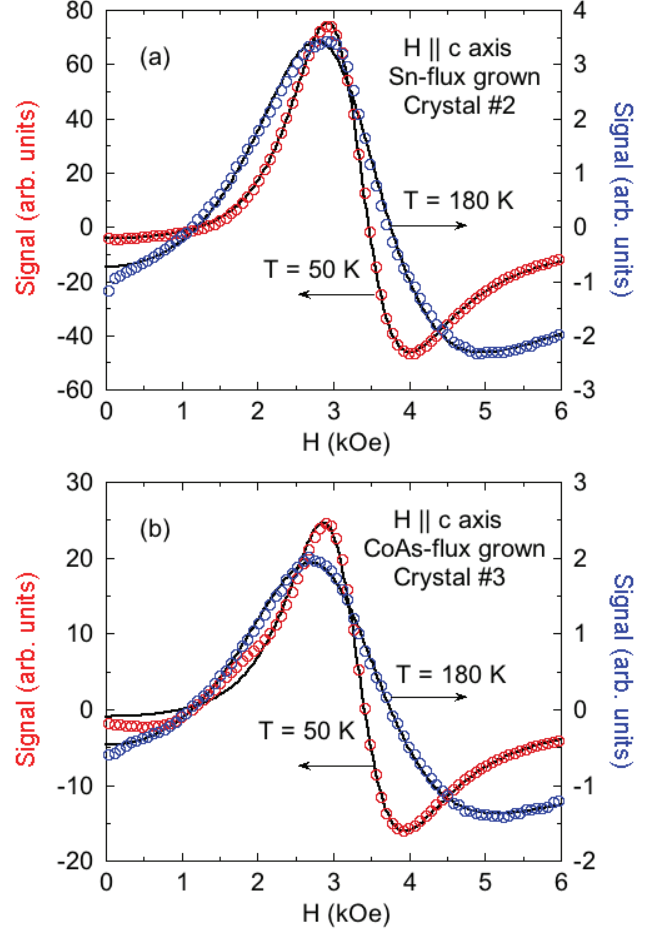 80
60
40
20
0
-20
-40
-60
4
3
2
1
0
-1
-2
-3
(a)
H || c axis
Sn-flux grown
Crystal #2
T = 180 K
T = 50 K
Signal (arb. units)
Signal (arb. units)
0 1 2 3 4 5 6
H (kOe)
30
20
10
0
-10
-20
3
2
1
0
-1
-2
(b)
H || c axis
CoAs-flux grown
Crystal #3
T = 180 K
T = 50 K
Signal (arb. units)
Signal (arb. units)
0 1 2 3 4 5 6
H (kOe)